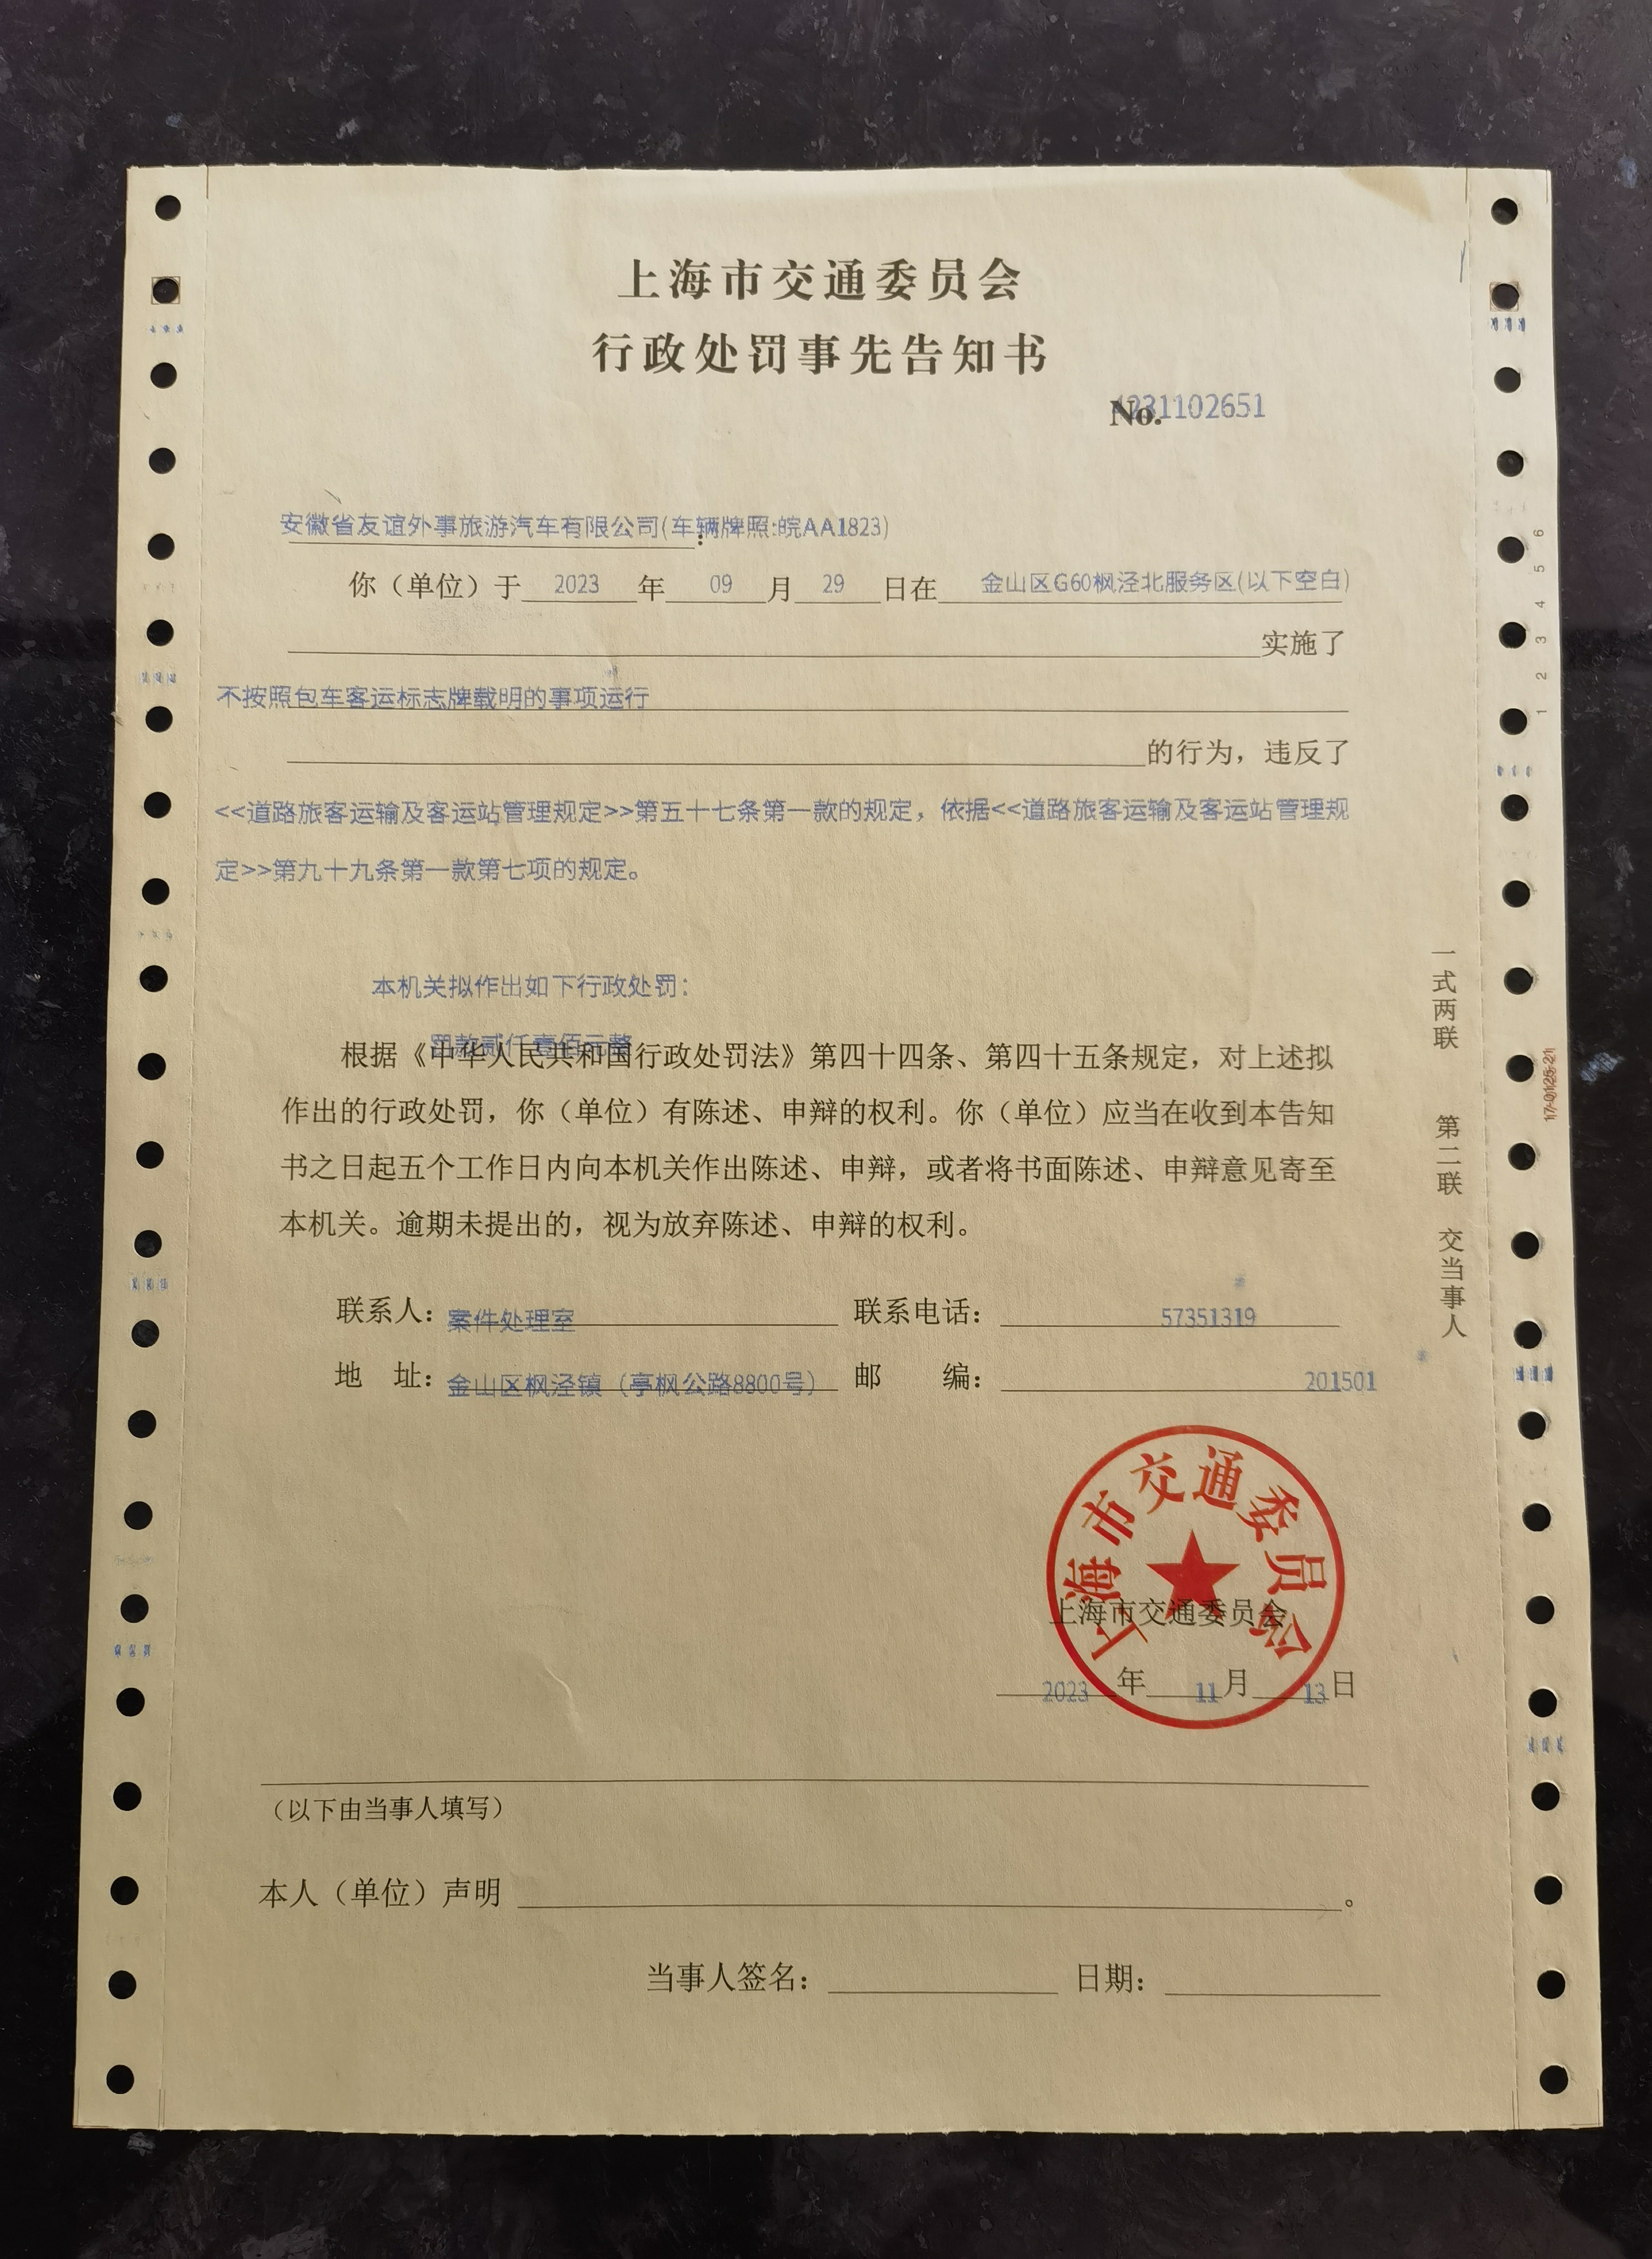 上海市交通委员会
行政处罚事先告知书
No.4231102651
安徽省友谊外事旅游汽车有限公司(车辆牌照:皖AA1823)：
你（单位）于 2023 年 09 月 29 日在 金山区G60枫泾北服务区(以下空白)
实施了
不按照包车客运标志牌载明的事项运行
的行为，违反了
<<道路旅客运输及客运站管理规定>>第五十七条第一款的规定，依据<<道路旅客运输及客运站管理规
定>>第九十九条第一款第七项的规定。
本机关拟作出如下行政处罚：
罚款贰仟壹佰元整
根据《中华人民共和国行政处罚法》第四十四条、第四十五条规定，对上述拟
作出的行政处罚，你（单位）有陈述、申辩的权利。你（单位）应当在收到本告知
书之日起五个工作日内向本机关作出陈述、申辩，或者将书面陈述、申辩意见寄至
本机关。逾期未提出的，视为放弃陈述、申辩的权利。
联系人：案件处理室 联系电话：57351319
地 址：金山区枫泾镇（亭枫公路8800号） 邮 编：201501
上海市交通委员会
上海市交通委员会
2023 年 11 月 13 日
（以下由当事人填写）
本人（单位）声明 。
当事人签名： 日期：
一式两联 第二联 交当事人
17-0125-21
1 2 3 4 5 6